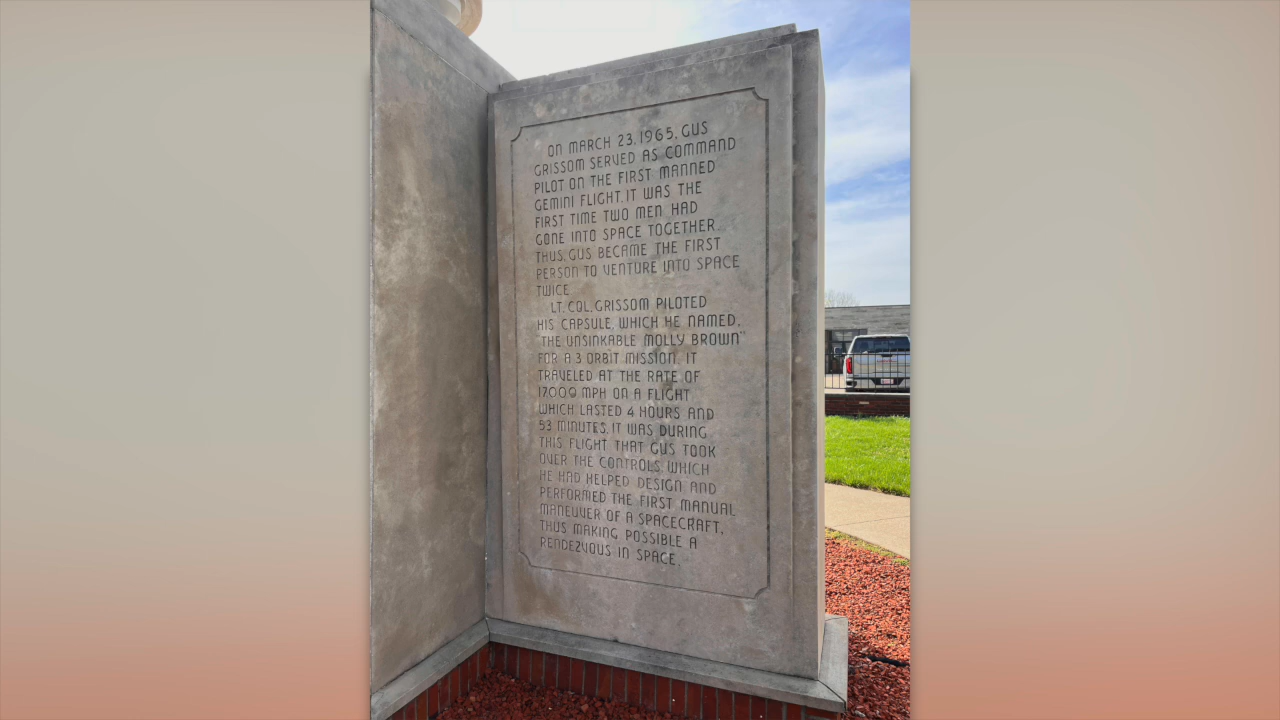 ON MARCH 23, 1965, GUS
GRISSOM SERVED AS COMMAND
PILOT ON THE FIRST MANNED
GEMINI FLIGHT. IT WAS THE
FIRST TIME TWO MEN HAD
GONE INTO SPACE TOGETHER.
THUS, GUS BECAME THE FIRST
PERSON TO VENTURE INTO SPACE
TWICE
LT. COL. GRISSOM PILOTED
HIS CAPSULE, WHICH HE NAMED,
"THE UNSINKABLE MOLLY BROWN"
FOR A 3 ORBIT MISSION. IT
TRAVELED AT THE RATE OF
17,000 MPH ON A FLIGHT
WHICH LASTED 4 HOURS AND
53 MINUTES. IT WAS DURING
THIS FLIGHT THAT GUS TOOK
OVER THE CONTROLS, WHICH
HE HAD HELPED DESIGN AND
PERFORMED THE FIRST MANUAL
MANEUVER OF A SPACECRAFT,
THUS MAKING POSSIBLE A
RENDEZVOUS IN SPACE.